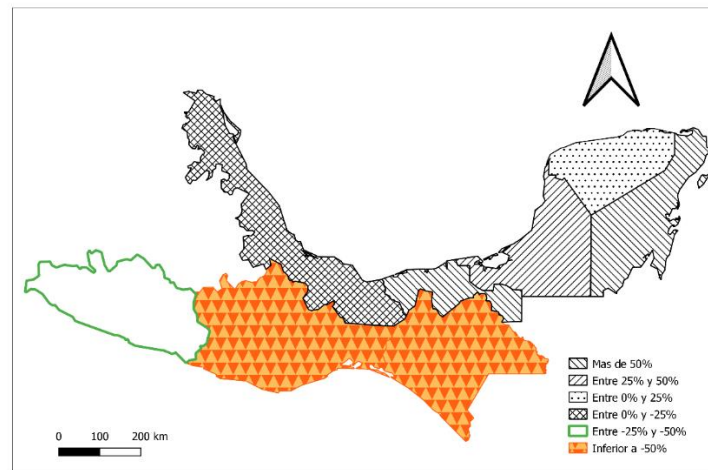 Mas de 50%
Entre 25% y 50%
Entre 0% y 25%
Entre 0% y -25%
Entre -25% y -50%
Inferior a -50%
0 100 200 km